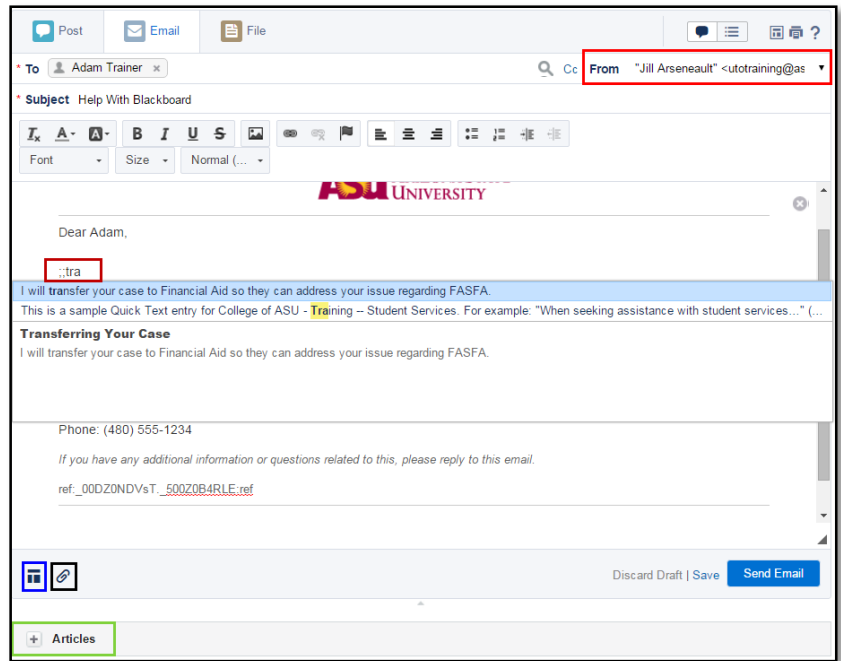 Post Email File ?
* To Adam Trainer × Cc From "Jill Arseneault" <utotraining@as
* Subject Help With Blackboard
B I U S
Font Size Normal (...
ASU UNIVERSITY
Dear Adam,
;;tra
I will transfer your case to Financial Aid so they can address your issue regarding FASFA.
This is a sample Quick Text entry for College of ASU - Training -- Student Services. For example: "When seeking assistance with student services..." (...
Transferring Your Case
I will transfer your case to Financial Aid so they can address your issue regarding FASFA.
Phone: (480) 555-1234
If you have any additional information or questions related to this, please reply to this email.
ref:_00DZ0NDVsT._500Z0B4RLE:ref
Discard Draft | Save Send Email
+ Articles